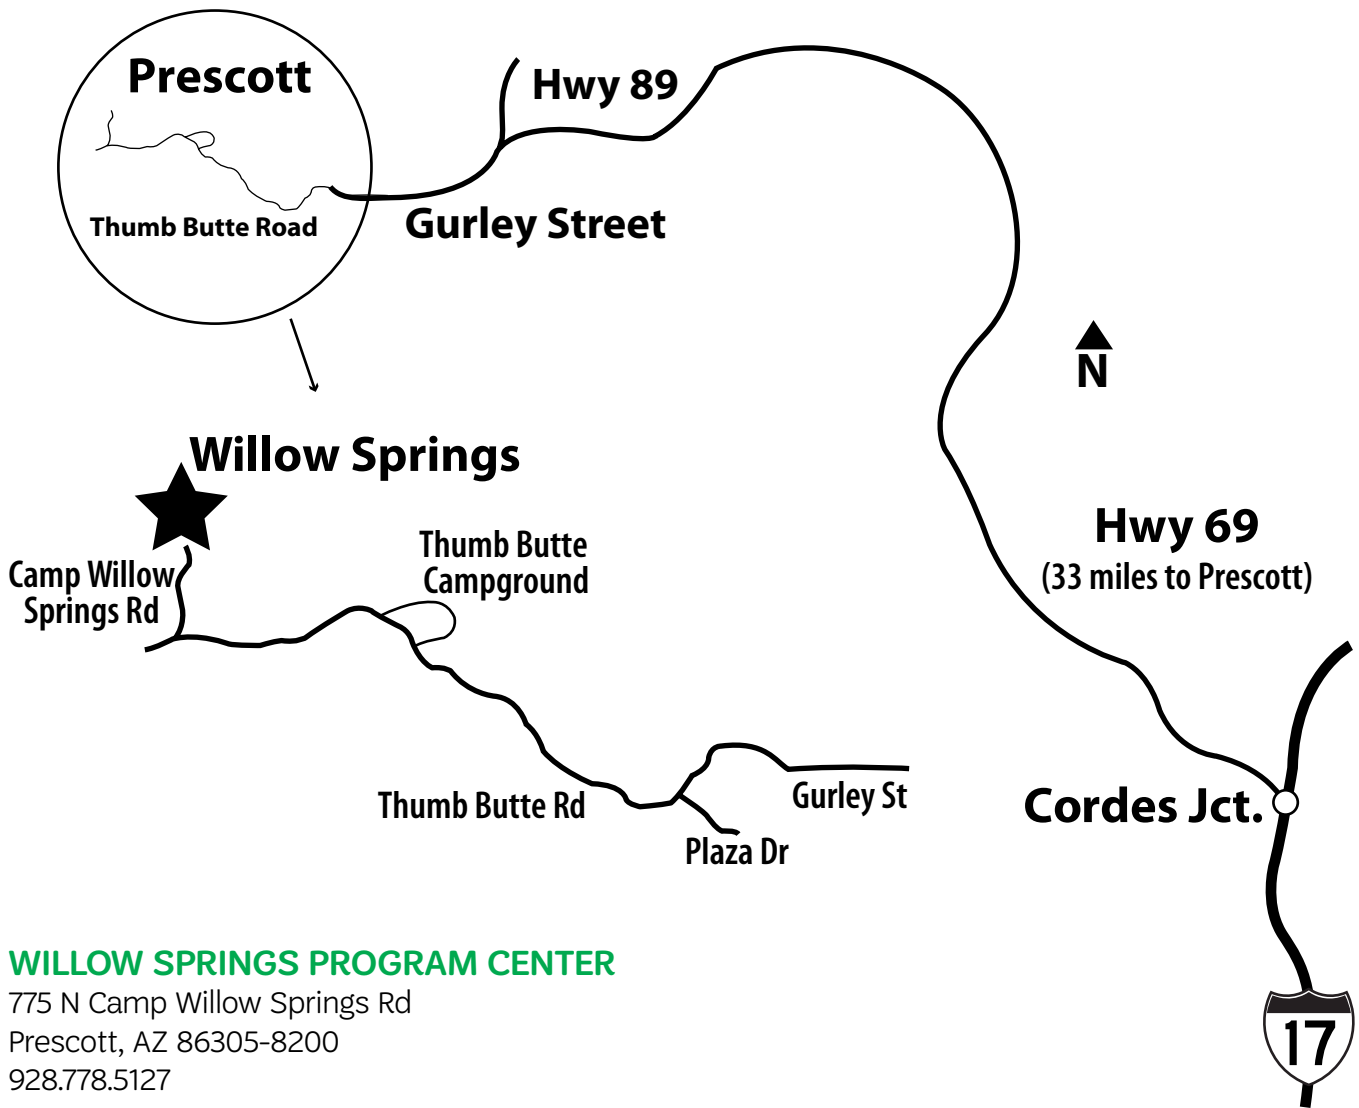 Prescott
Hwy 89
Thumb Butte Road
Gurley Street
N
Willow Springs
Hwy 69
(33 miles to Prescott)
Thumb Butte
Campground
Camp Willow
Springs Rd
Gurley St
Thumb Butte Rd
Cordes Jct.
Plaza Dr
WILLOW SPRINGS PROGRAM CENTER
775 N Camp Willow Springs Rd
Prescott, AZ 86305-8200
928.778.5127
17